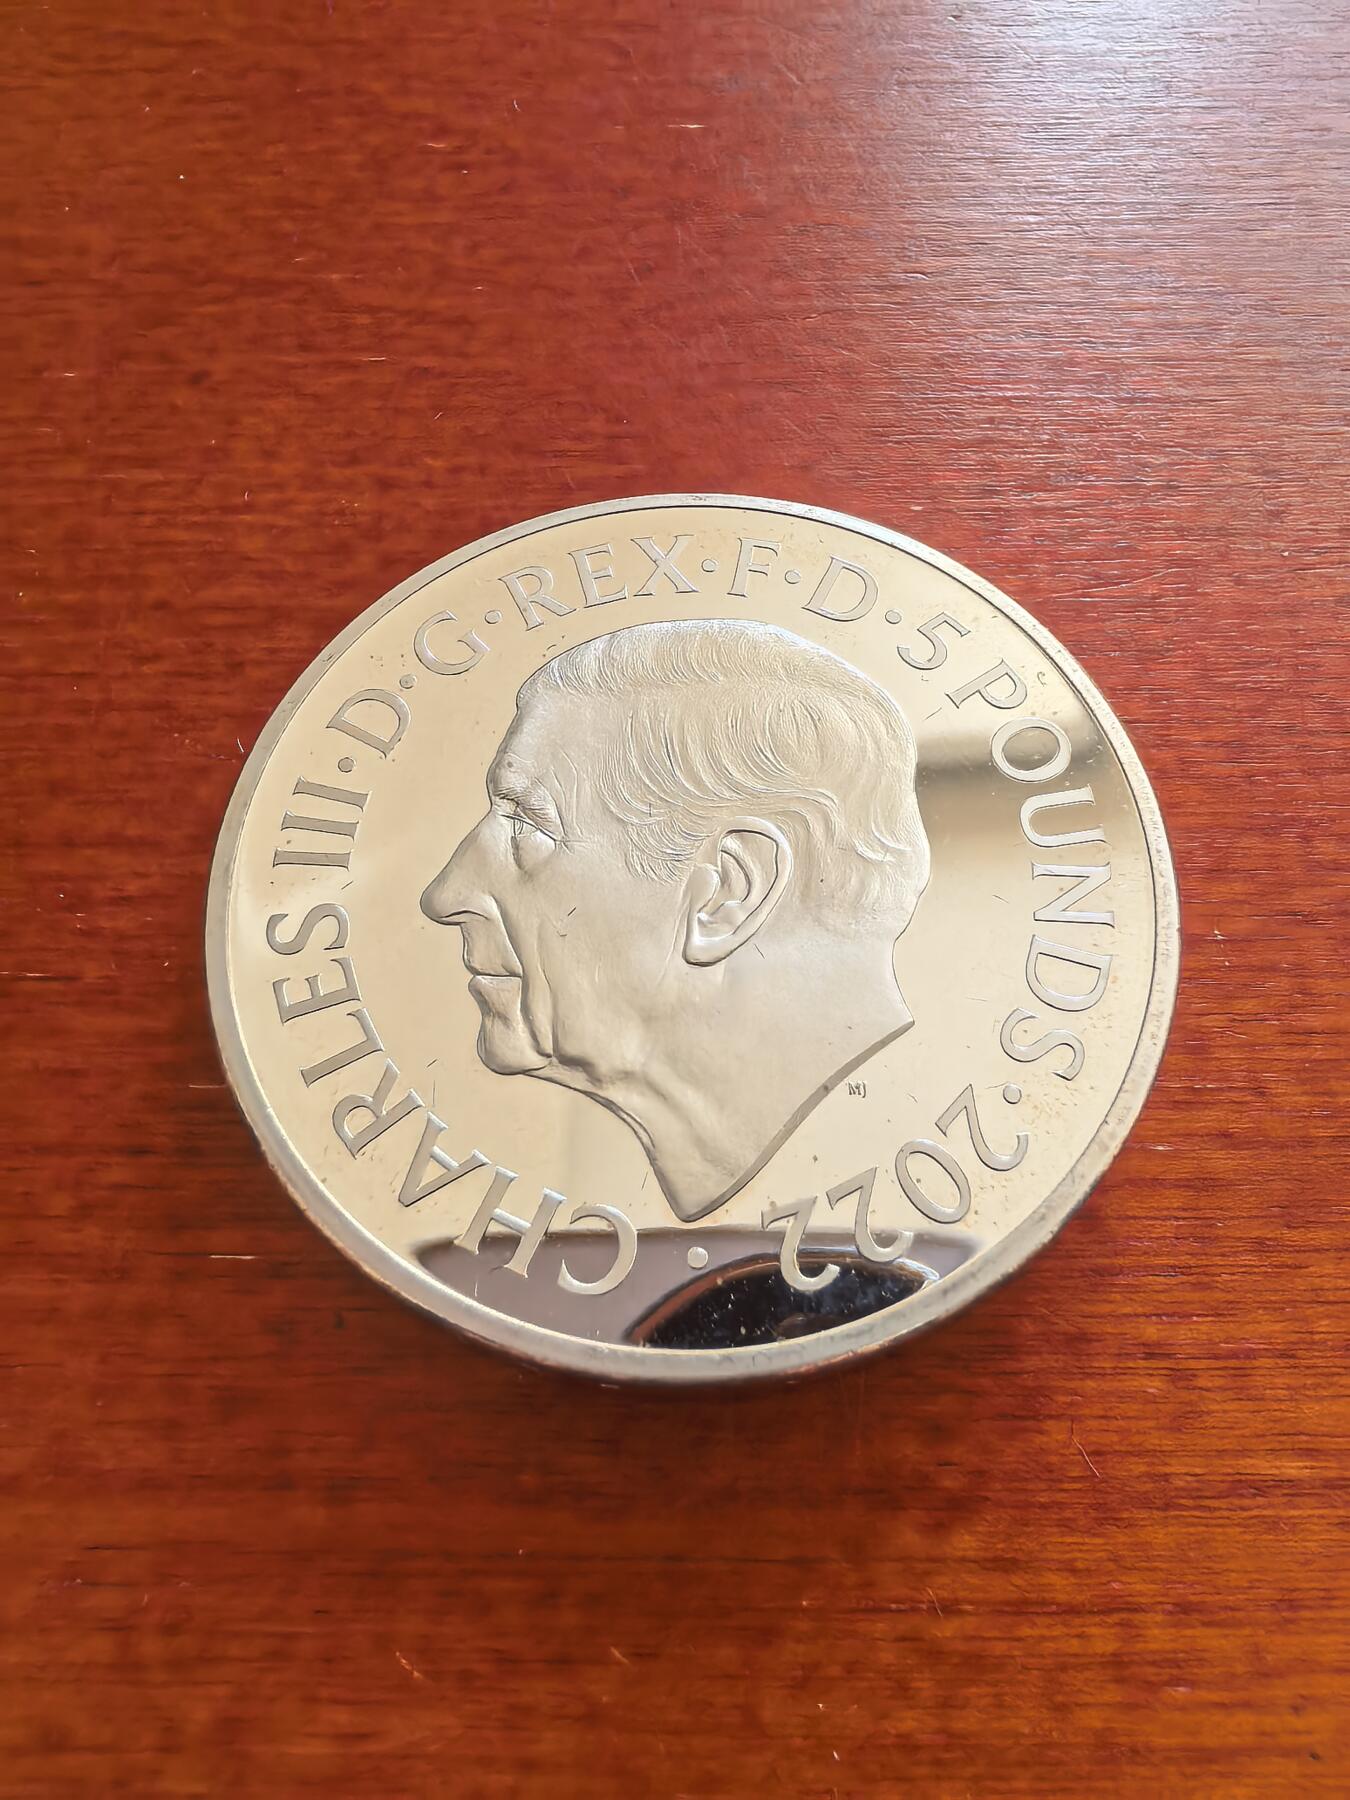 · CHARLES III · D · G · REX · F · D · 5 POUNDS · 2022
MJ